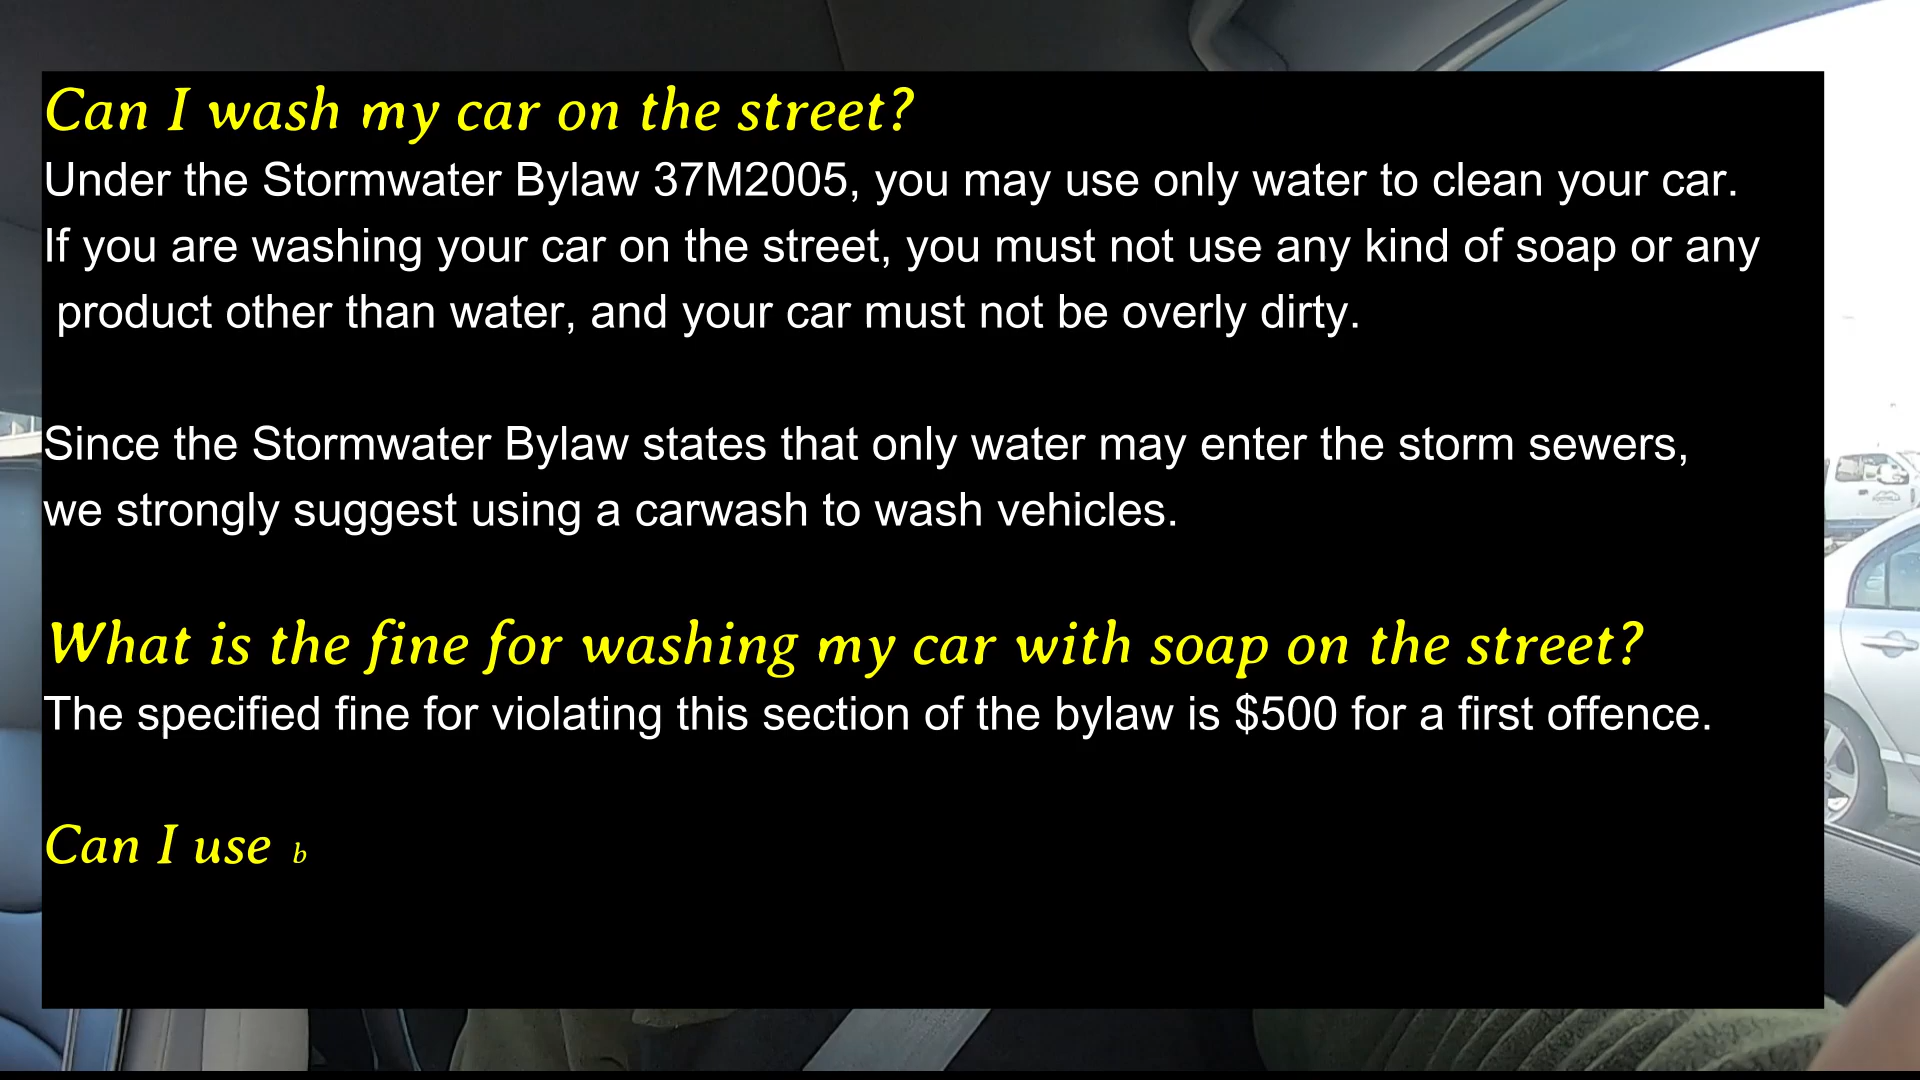 Can I wash my car on the street?
Under the Stormwater Bylaw 37M2005, you may use only water to clean your car.
If you are washing your car on the street, you must not use any kind of soap or any
product other than water, and your car must not be overly dirty.
Since the Stormwater Bylaw states that only water may enter the storm sewers,
we strongly suggest using a carwash to wash vehicles.
What is the fine for washing my car with soap on the street?
The specified fine for violating this section of the bylaw is $500 for a first offence.
Can I use b